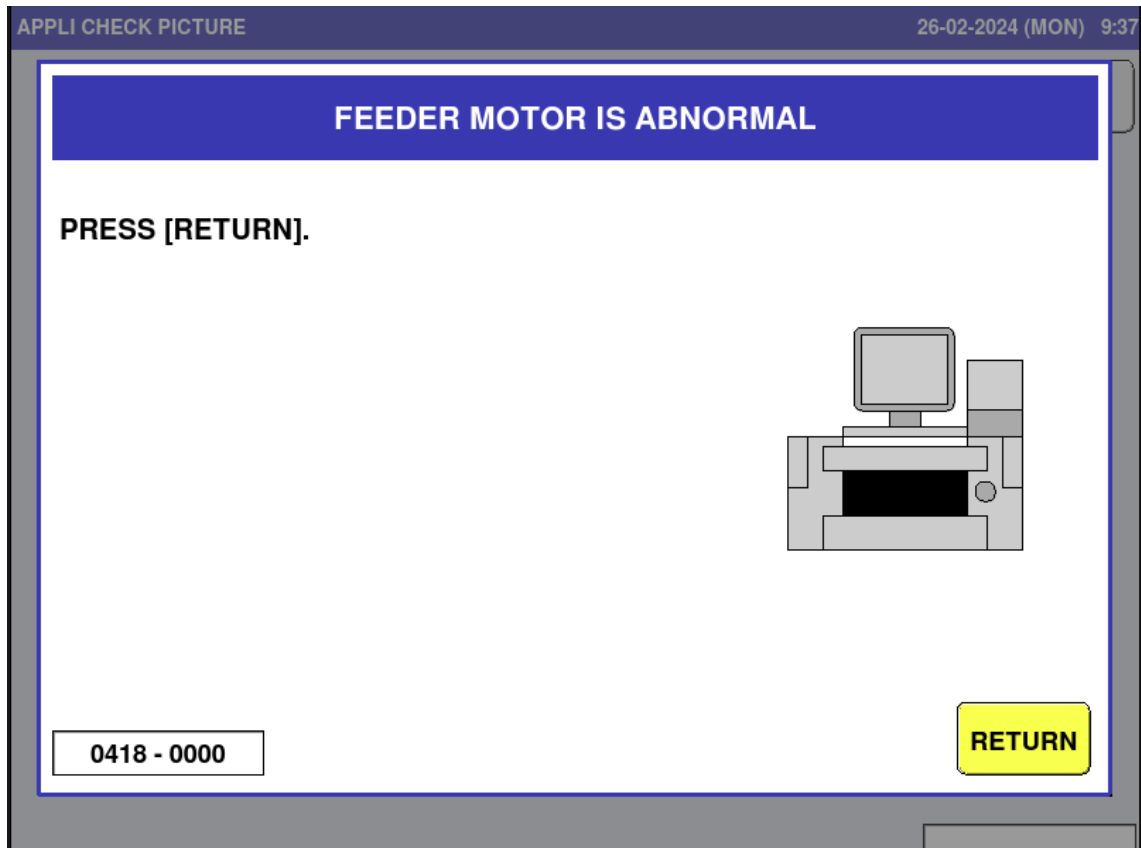 APPLI CHECK PICTURE 26-02-2024 (MON) 9:37
FEEDER MOTOR IS ABNORMAL
PRESS [RETURN].
0418 - 0000
RETURN